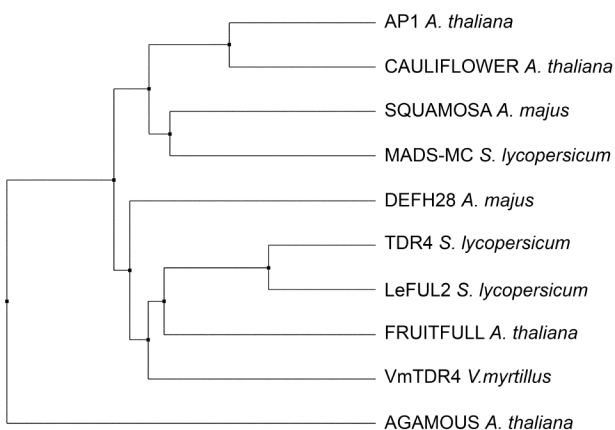 AP1 A. thaliana
CAULIFLOWER A. thaliana
SQUAMOSA A. majus
MADS-MC S. lycopersicum
DEFH28 A. majus
TDR4 S. lycopersicum
LeFUL2 S. lycopersicum
FRUITFULL A. thaliana
VmTDR4 V.myrtillus
AGAMOUS A. thaliana